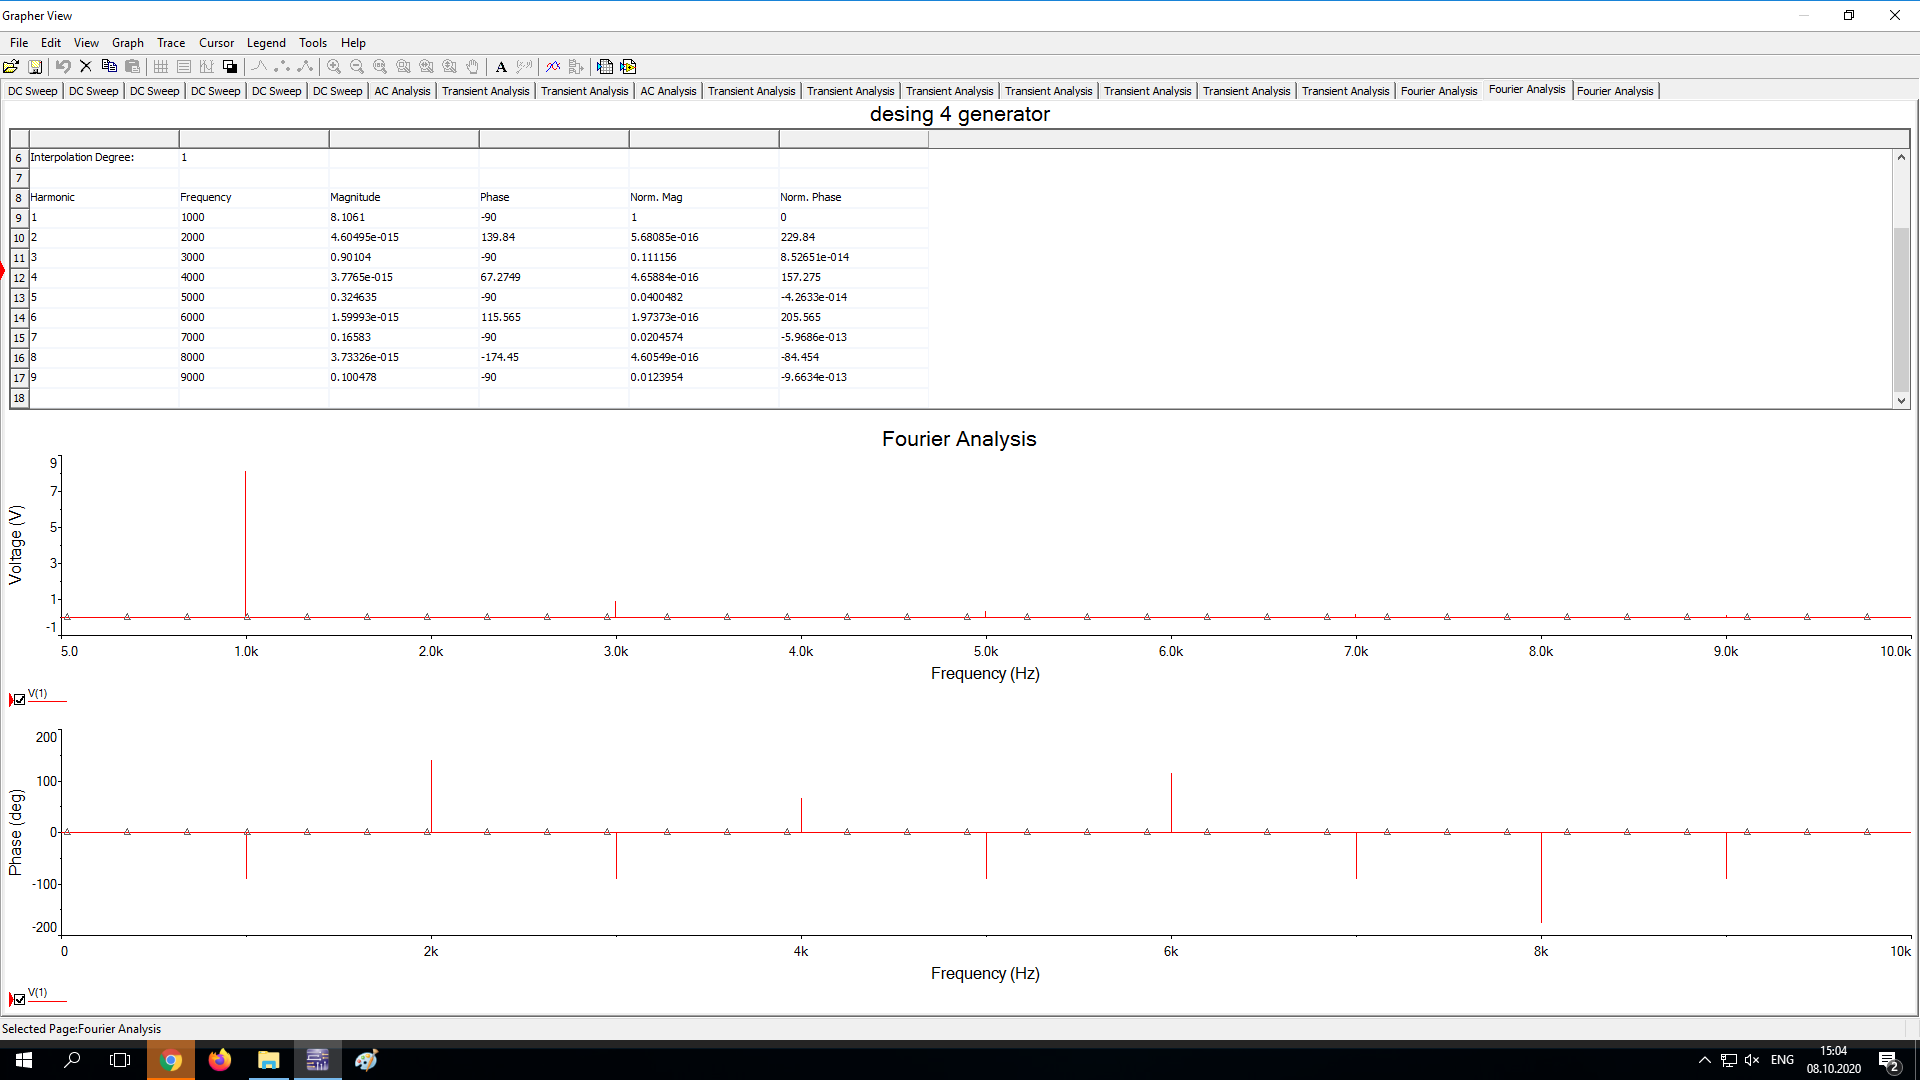 Grapher View
File Edit View Graph Trace Cursor Legend Tools Help
DC Sweep DC Sweep DC Sweep DC Sweep DC Sweep DC Sweep AC Analysis Transient Analysis Transient Analysis AC Analysis Transient Analysis Transient Analysis Transient Analysis Transient Analysis Transient Analysis Transient Analysis Transient Analysis Fourier Analysis Fourier Analysis Fourier Analysis
desing 4 generator
6 Interpolation Degree: 1
7
8 Harmonic Frequency Magnitude Phase Norm. Mag Norm. Phase
9 1 1000 8.1061 -90 1 0
10 2 2000 4.60495e-015 139.84 5.68085e-016 229.84
11 3 3000 0.90104 -90 0.111156 8.52651e-014
12 4 4000 3.7765e-015 67.2749 4.65884e-016 157.275
13 5 5000 0.324635 -90 0.0400482 -4.2633e-014
14 6 6000 1.59993e-015 115.565 1.97373e-016 205.565
15 7 7000 0.16583 -90 0.0204574 -5.9686e-013
16 8 8000 3.73326e-015 -174.45 4.60549e-016 -84.454
17 9 9000 0.100478 -90 0.0123954 -9.6634e-013
18
Fourier Analysis
Voltage (V)
9
7
5
3
1
-1
5.0 1.0k 2.0k 3.0k 4.0k 5.0k 6.0k 7.0k 8.0k 9.0k 10.0k
Frequency (Hz)
V(1)
Phase (deg)
200
100
0
-100
-200
0 2k 4k 6k 8k 10k
Frequency (Hz)
V(1)
Selected Page:Fourier Analysis
ENG
15:04
08.10.2020
2